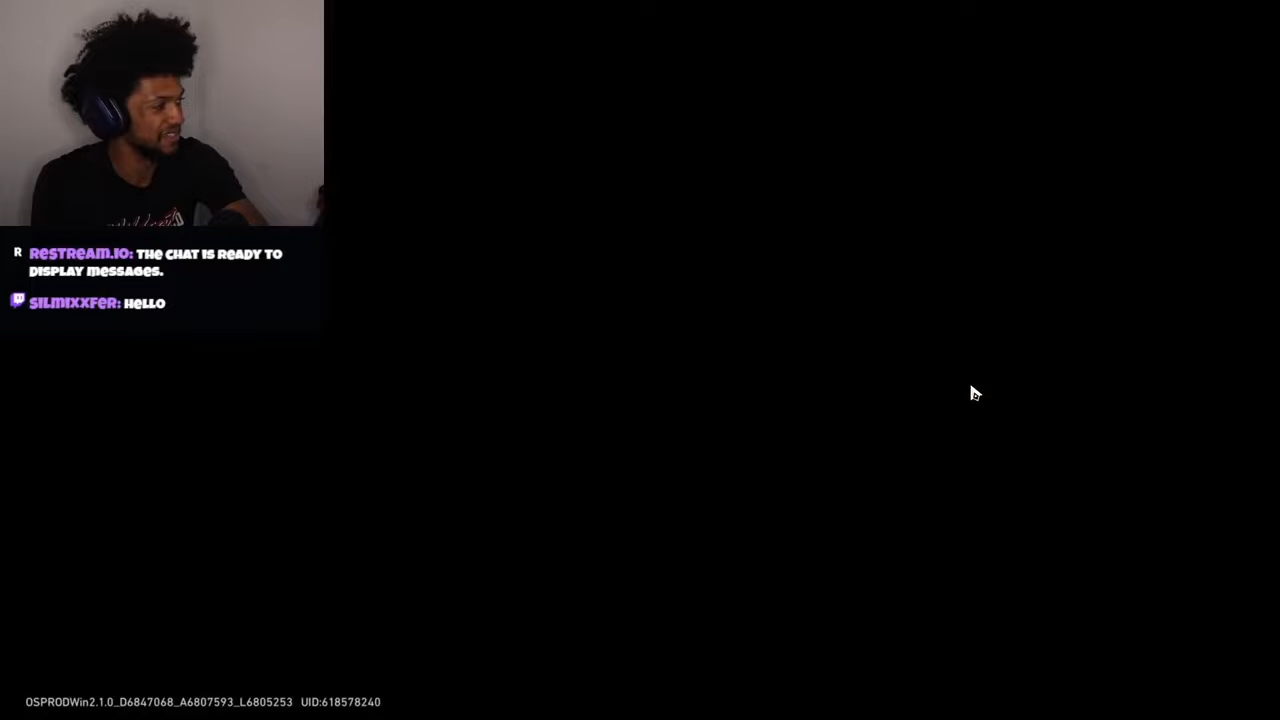 R RESTREAM.IO: THE CHAT IS READY TO
DISPLAY MESSAGES.
SILMIXXFER: HELLO
OSPRODWin2.1.0_D6847068_A6807593_L6805253 UID:618578240